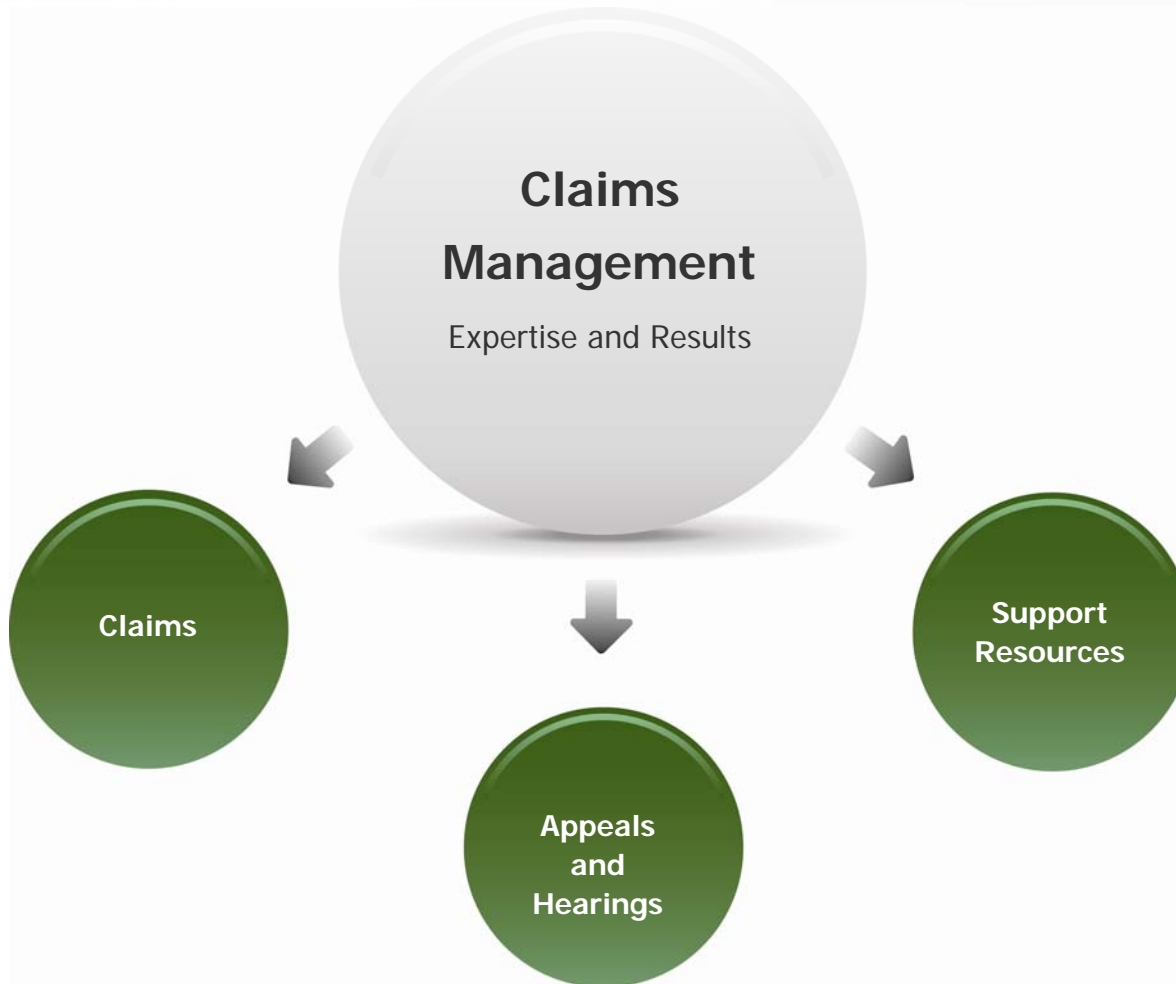 Claims
Management
Expertise and Results
Claims
Support
Resources
Appeals
and
Hearings